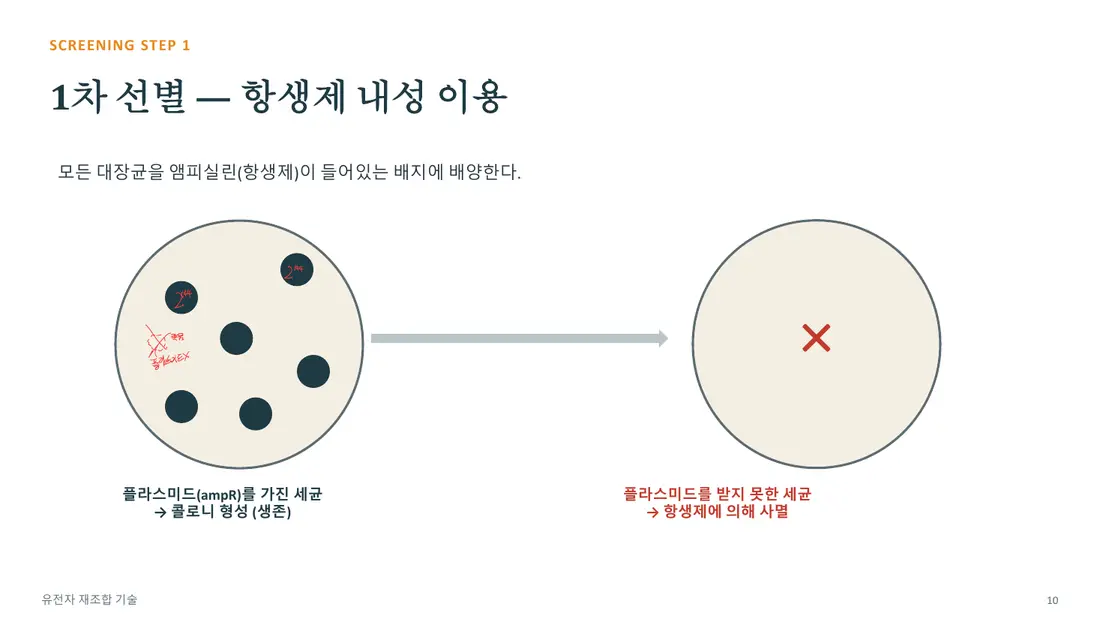 SCREENING STEP 1
1차 선별 — 항생제 내성 이용
모든 대장균을 앰피실린(항생제)이 들어있는 배지에 배양한다.
플라스미드(ampR)를 가진 세균
→ 콜로니 형성 (생존)
플라스미드를 받지 못한 세균
→ 항생제에 의해 사멸
유전자 재조합 기술
10